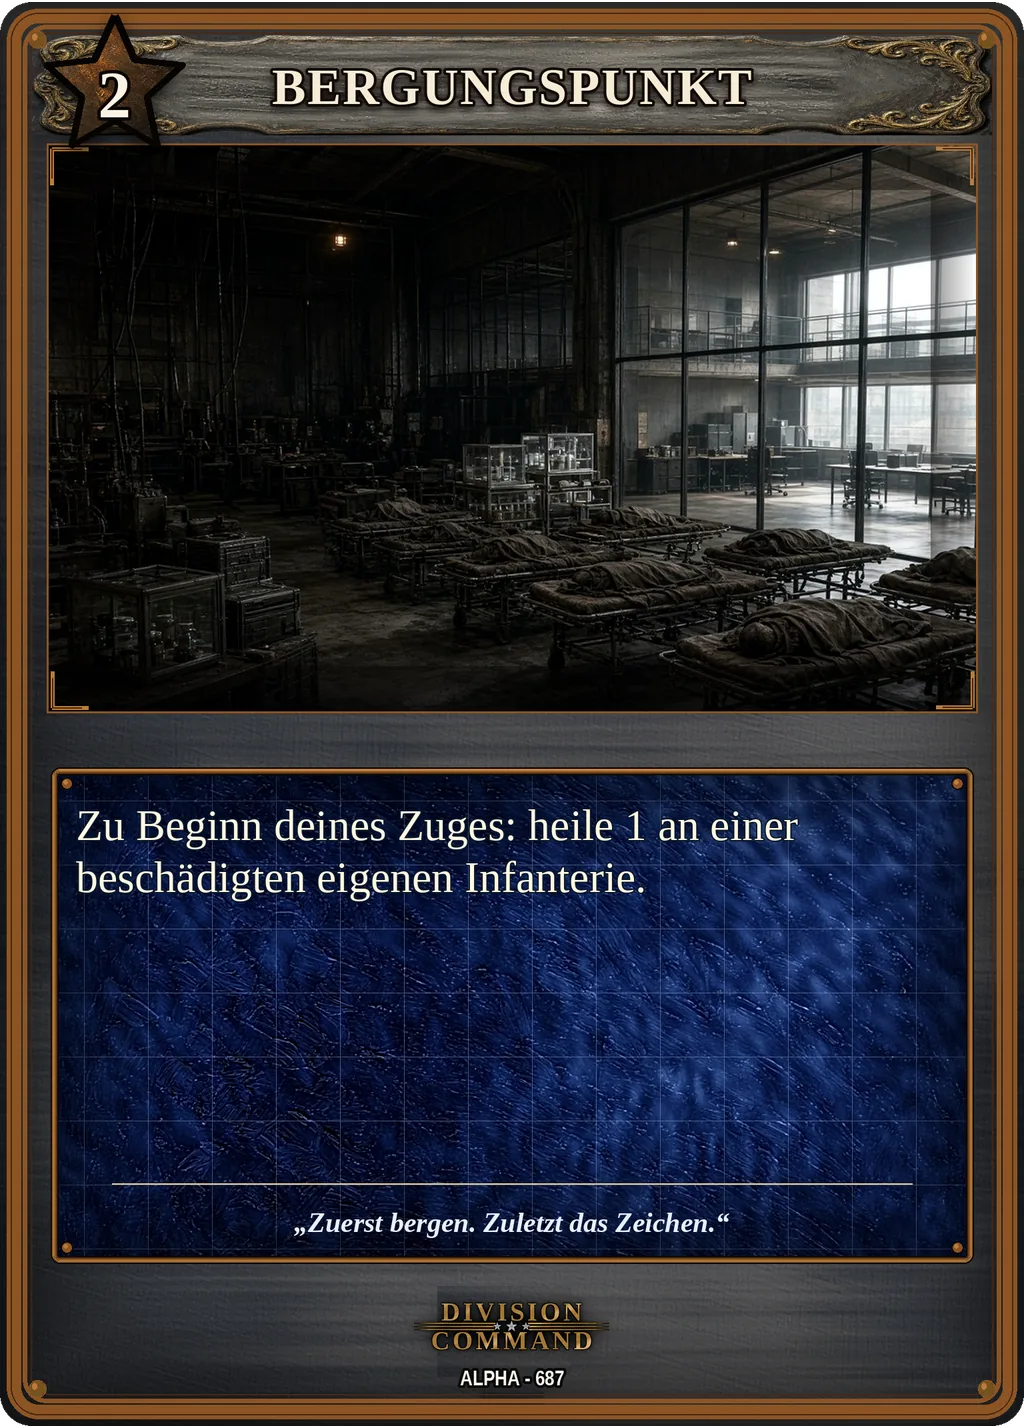 2
BERGUNGSPUNKT
Zu Beginn deines Zuges: heile 1 an einer
beschädigten eigenen Infanterie.
„Zuerst bergen. Zuletzt das Zeichen.“
DIVISION
COMMAND
ALPHA - 687